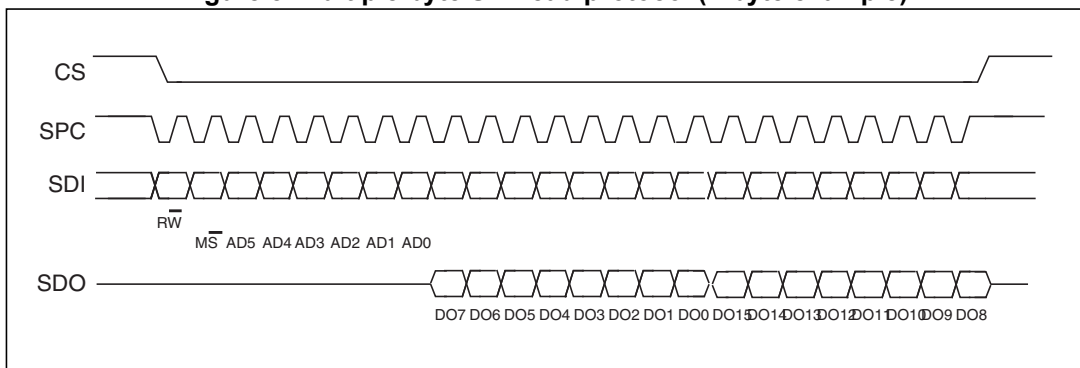 CS
SPC
SDI
RW
MS AD5 AD4 AD3 AD2 AD1 AD0
SDO
DO7 DO6 DO5 DO4 DO3 DO2 DO1 DO0 DO15 DO14 DO13 DO12 DO11 DO10 DO9 DO8